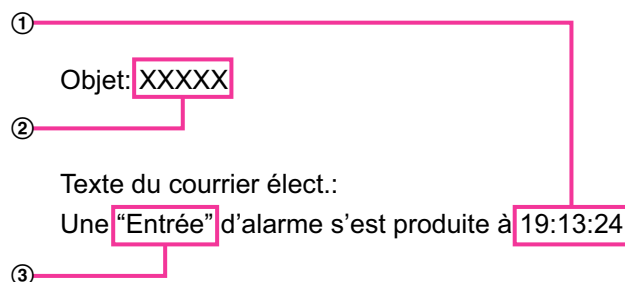 ①
Objet: XXXXX
②
Texte du courrier élect.:
Une “Entrée” d’alarme s’est produite à 19:13:24
③